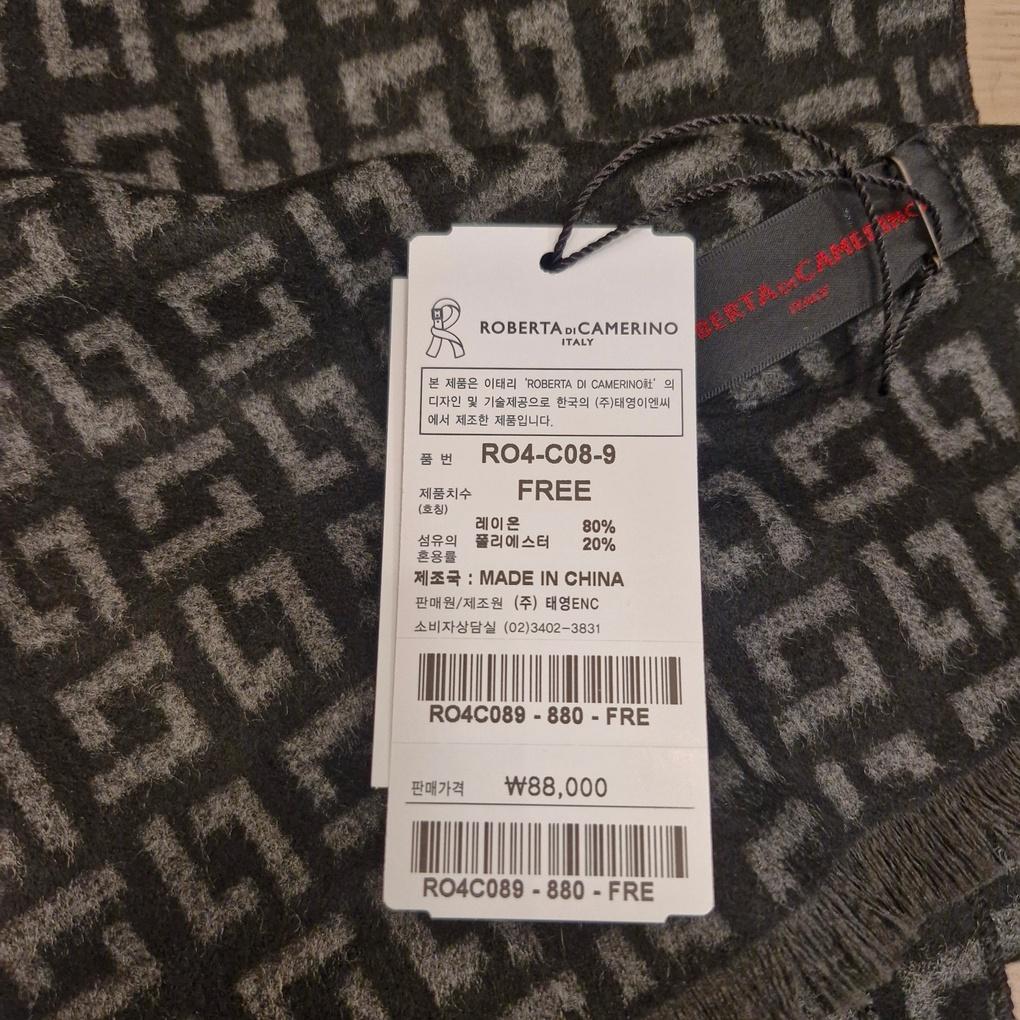 ROBERTA DI CAMERINO
ITALY
본 제품은 이태리 'ROBERTA DI CAMERINO社' 의
디자인 및 기술제공으로 한국의 (주)태영이엔씨
에서 제조한 제품입니다.
품 번 RO4-C08-9
제품치수 FREE
(호칭)
레이온 80%
섬유의 폴리에스터 20%
혼용률
제조국 : MADE IN CHINA
판매원/제조원 (주) 태영ENC
소비자상담실 (02)3402-3831
RO4C089 - 880 - FRE
판매가격 ₩88,000
RO4C089 - 880 - FRE
BERTA DI CAMERINO